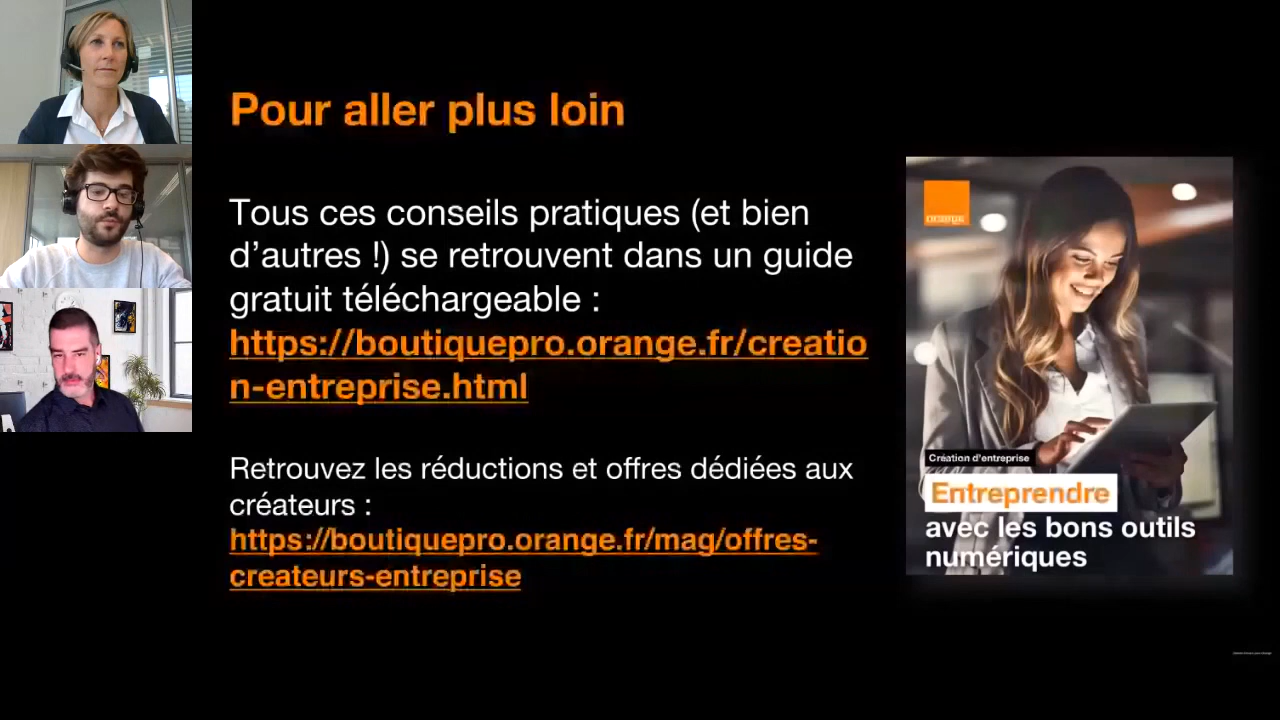 Pour aller plus loin
Tous ces conseils pratiques (et bien
d'autres !) se retrouvent dans un guide
gratuit téléchargeable :
https://boutiquepro.orange.fr/creatio
n-entreprise.html
Retrouvez les réductions et offres dédiées aux
créateurs :
https://boutiquepro.orange.fr/mag/offres-
createurs-entreprise
orange
Création d'entreprise
Entreprendre
avec les bons outils
numériques